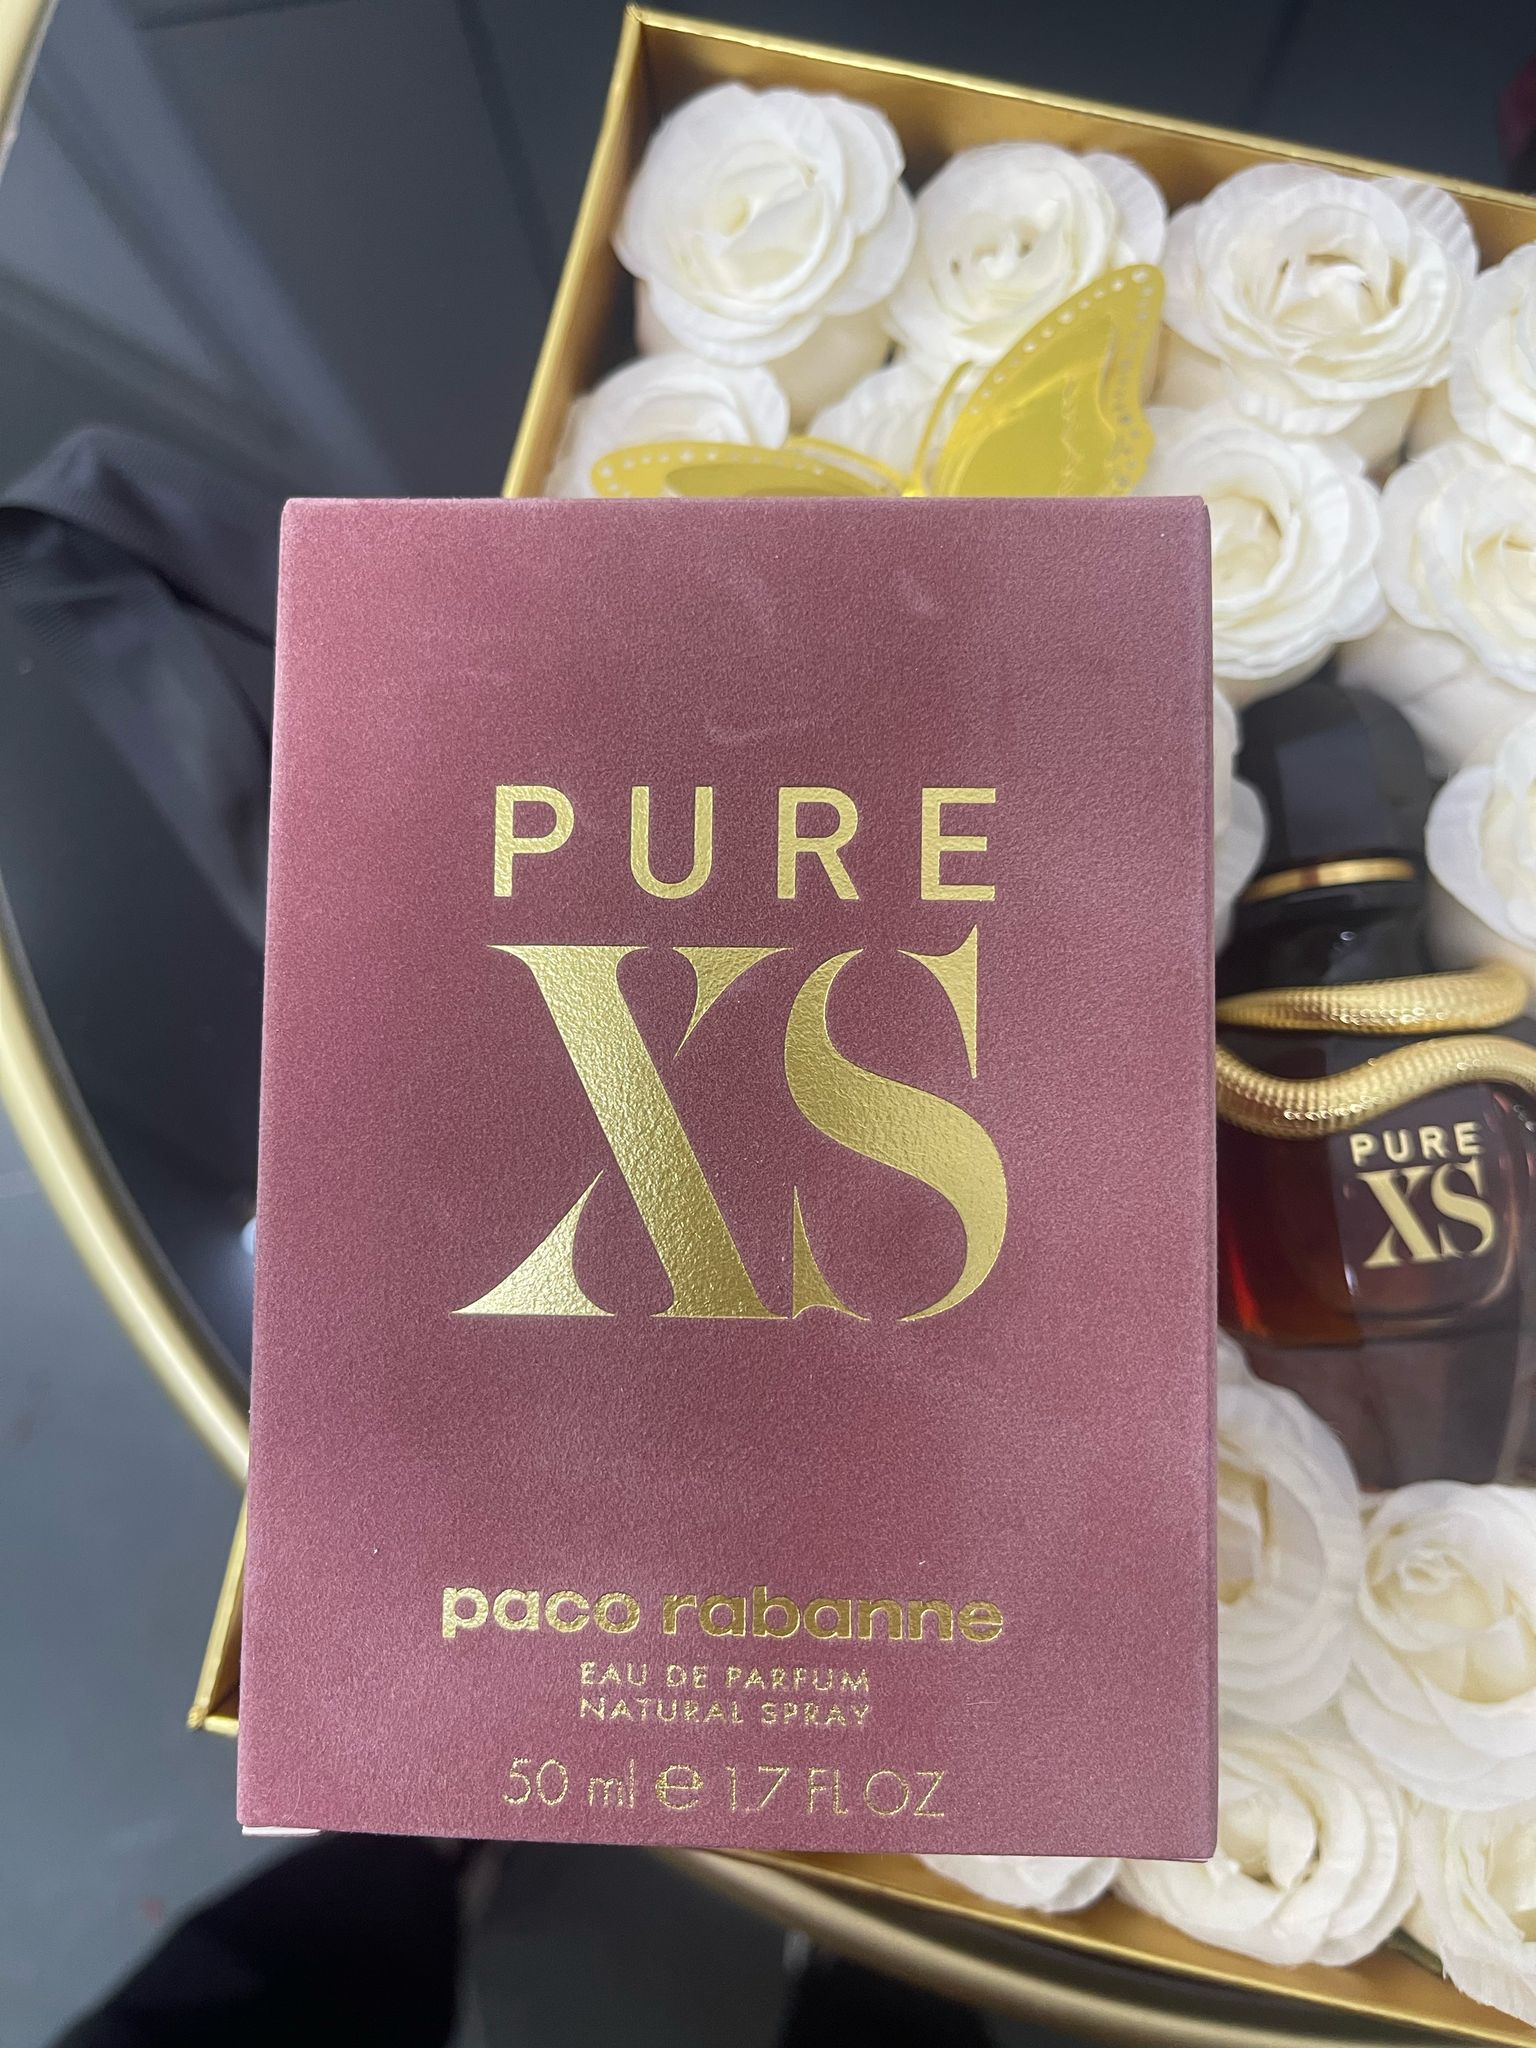 PURE
XS
paco rabanne
EAU DE PARFUM
NATURAL SPRAY
50 ml ℮ 1.7 FL OZ
PURE
XS